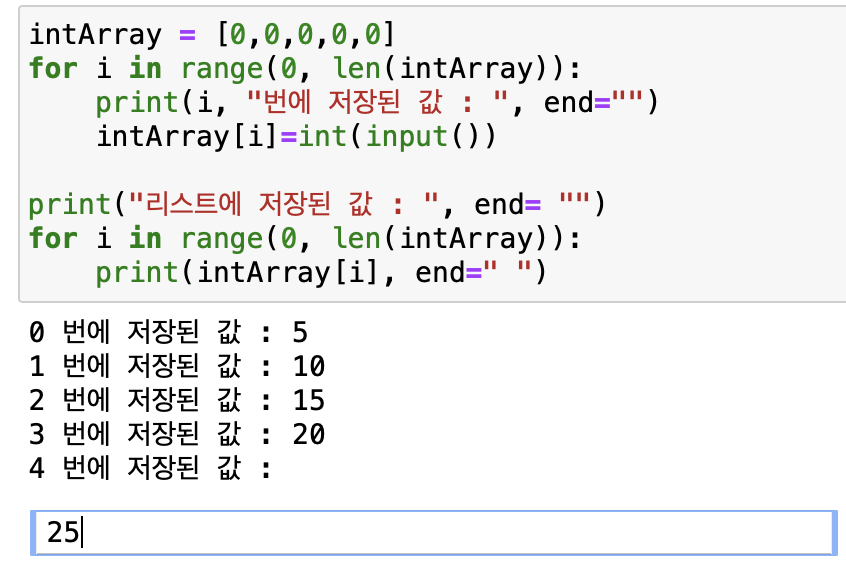 intArray = [0,0,0,0,0]
for i in range(0, len(intArray)):
    print(i, "번에 저장된 값 : ", end="")
    intArray[i]=int(input())

print("리스트에 저장된 값 : ", end= "")
for i in range(0, len(intArray)):
    print(intArray[i], end=" ")
0 번에 저장된 값 : 5
1 번에 저장된 값 : 10
2 번에 저장된 값 : 15
3 번에 저장된 값 : 20
4 번에 저장된 값 :
25